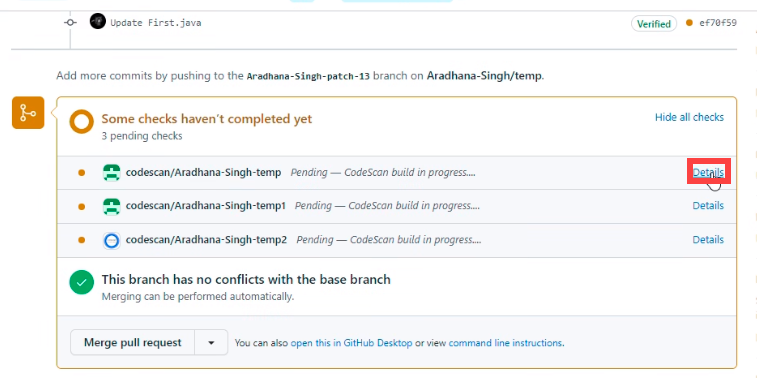 Update First.java Verified ef70f59
Add more commits by pushing to the Aradhana-Singh-patch-13 branch on Aradhana-Singh/temp.
Some checks haven't completed yet Hide all checks
3 pending checks
codescan/Aradhana-Singh-temp Pending — CodeScan build in progress.... Details
codescan/Aradhana-Singh-temp1 Pending — CodeScan build in progress.... Details
codescan/Aradhana-Singh-temp2 Pending — CodeScan build in progress.... Details
This branch has no conflicts with the base branch
Merging can be performed automatically.
Merge pull request You can also open this in GitHub Desktop or view command line instructions.